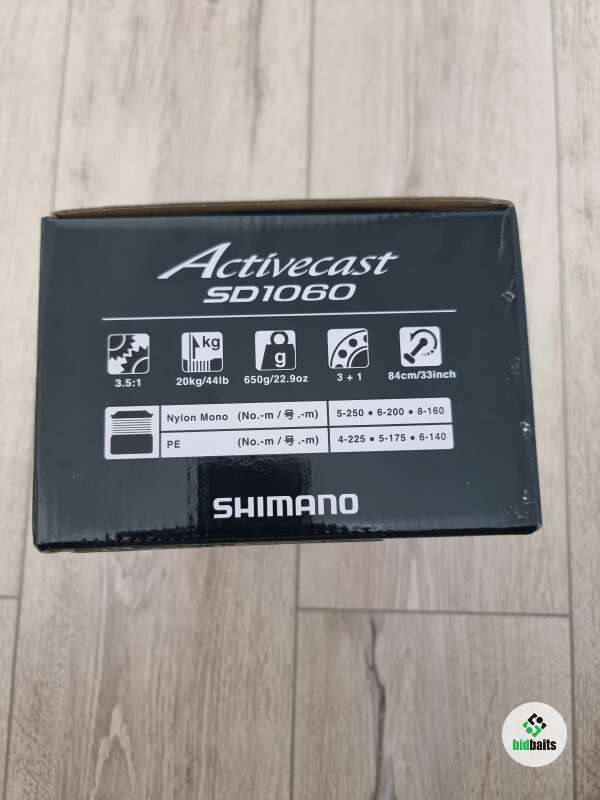 Activecast
SD1060
kg
g
3.5:1 20kg/44lb 650g/22.9oz 3 + 1 84cm/33inch
Nylon Mono (No.-m / 号.-m) 5-250 • 6-200 • 8-160
PE (No.-m / 号.-m) 4-225 • 5-175 • 6-140
SHIMANO
bidbaits